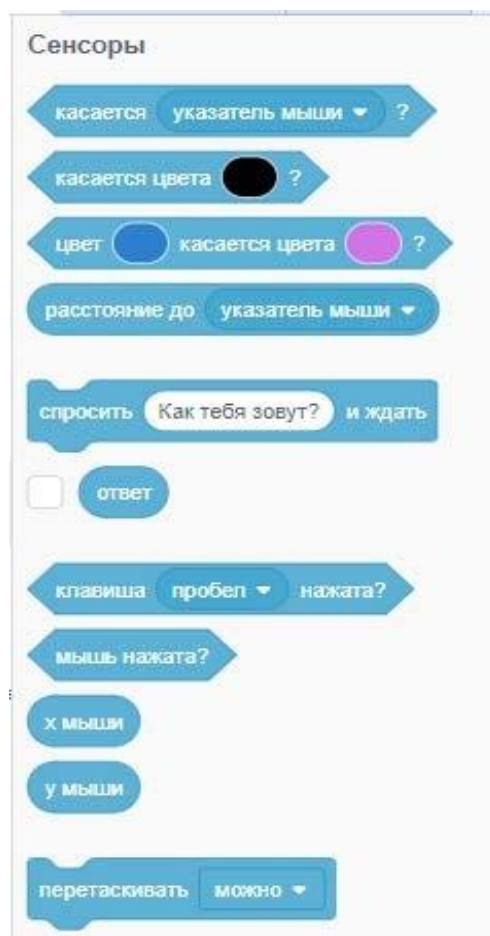 Сенсоры
касается указатель мыши ?
касается цвета ?
цвет касается цвета ?
расстояние до указатель мыши
спросить Как тебя зовут? и ждать
ответ
клавиша пробел нажата?
мышь нажата?
x мыши
y мыши
перетаскивать можно